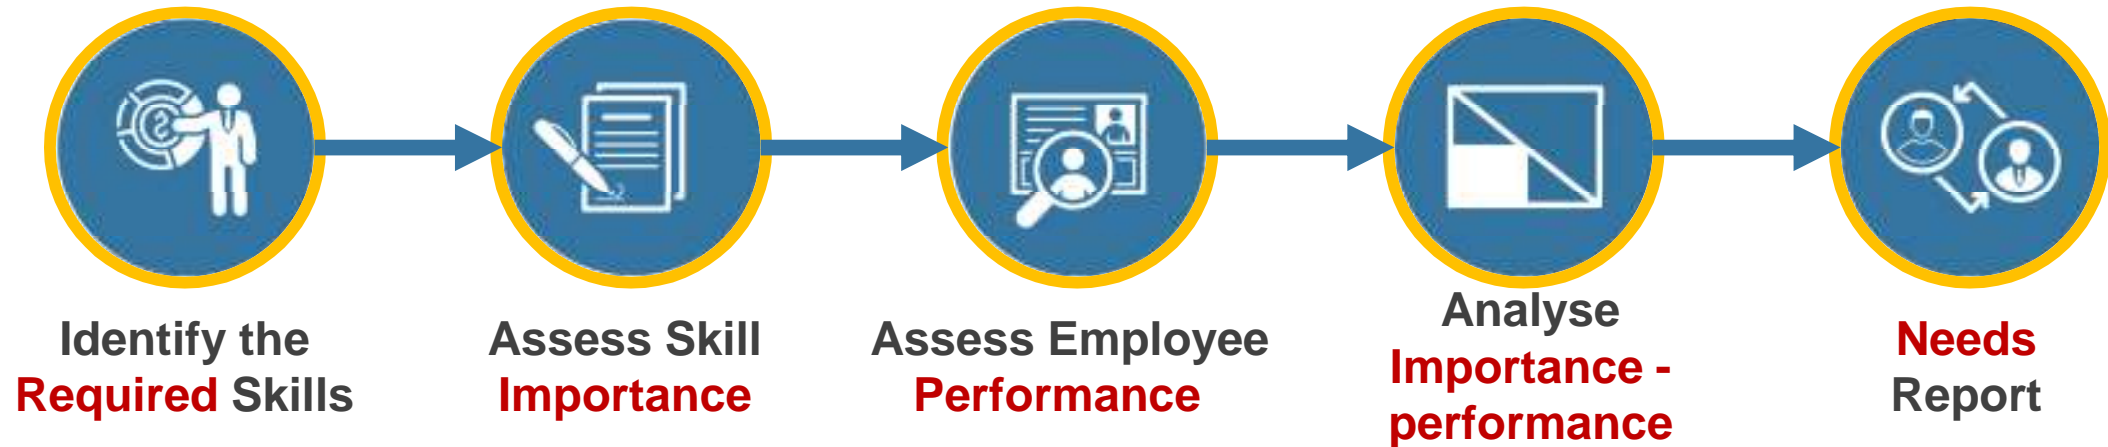 Identify the
Required Skills
Assess Skill
Importance
Assess Employee
Performance
Analyse
Importance -
performance
Needs
Report